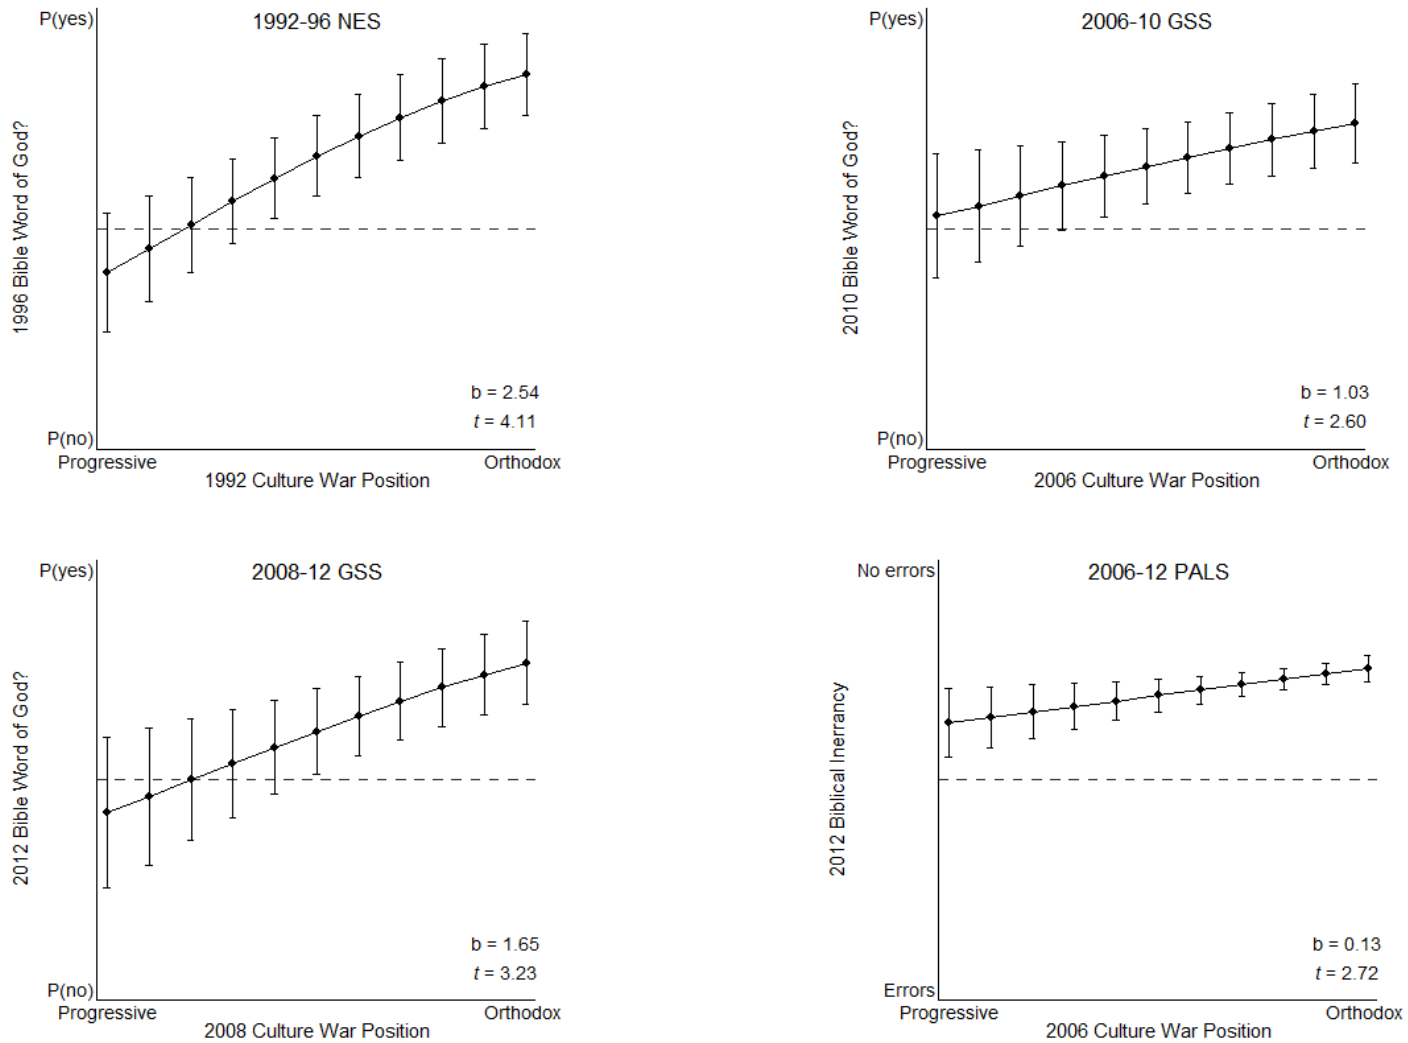 1992-96 NES
P(yes)
1996 Bible Word of God?
b = 2.54
t = 4.11
P(no)
Progressive
Orthodox
1992 Culture War Position
2006-10 GSS
P(yes)
2010 Bible Word of God?
b = 1.03
t = 2.60
P(no)
Progressive
Orthodox
2006 Culture War Position
2008-12 GSS
P(yes)
2012 Bible Word of God?
b = 1.65
t = 3.23
P(no)
Progressive
Orthodox
2008 Culture War Position
2006-12 PALS
No errors
2012 Biblical Inerrancy
b = 0.13
t = 2.72
Errors
Progressive
Orthodox
2006 Culture War Position